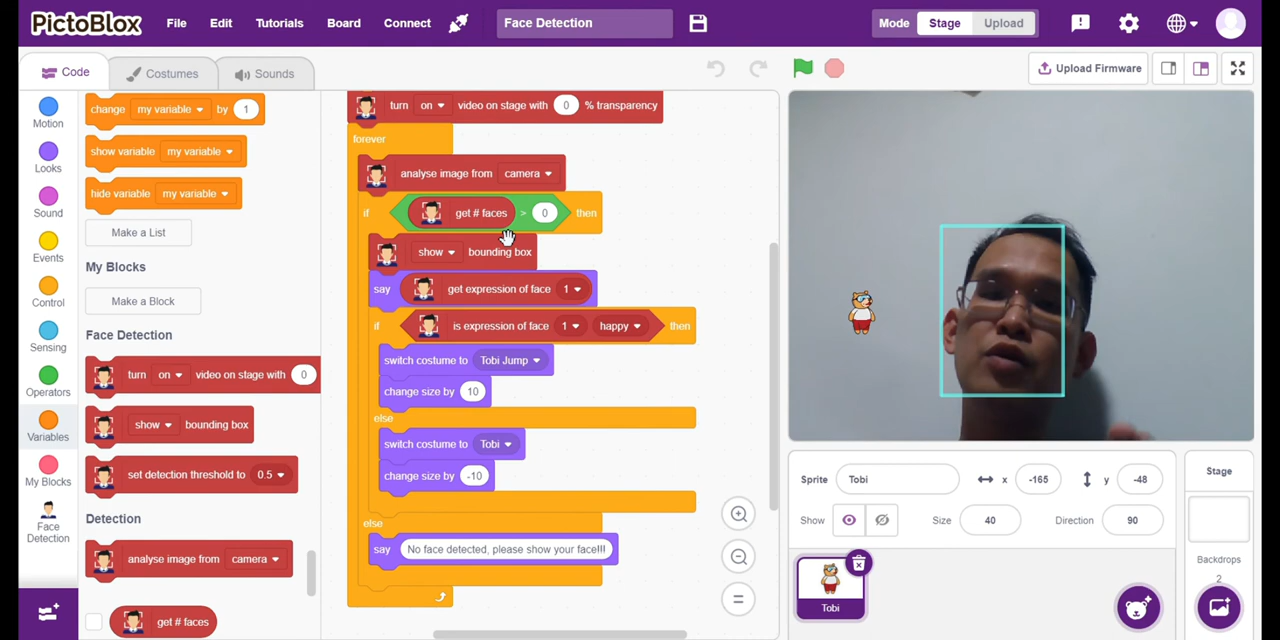 PictoBlox File Edit Tutorials Board Connect Face Detection Mode Stage Upload
Code Costumes Sounds Upload Firmware
Motion
Looks
Sound
Events
Control
Sensing
Operators
Variables
My Blocks
Face
Detection
change my variable by 1
show variable my variable
hide variable my variable
Make a List
My Blocks
Make a Block
Face Detection
turn on video on stage with 0
show bounding box
set detection threshold to 0.5
Detection
analyse image from camera
get # faces
turn on video on stage with 0 % transparency
forever
analyse image from camera
if get # faces > 0 then
show bounding box
say get expression of face 1
if is expression of face 1 happy then
switch costume to Tobi Jump
change size by 10
else
switch costume to Tobi
change size by -10
else
say No face detected, please show your face!!!
Sprite Tobi x -165 y -48
Show Size 40 Direction 90
Tobi
Stage
Backdrops
2